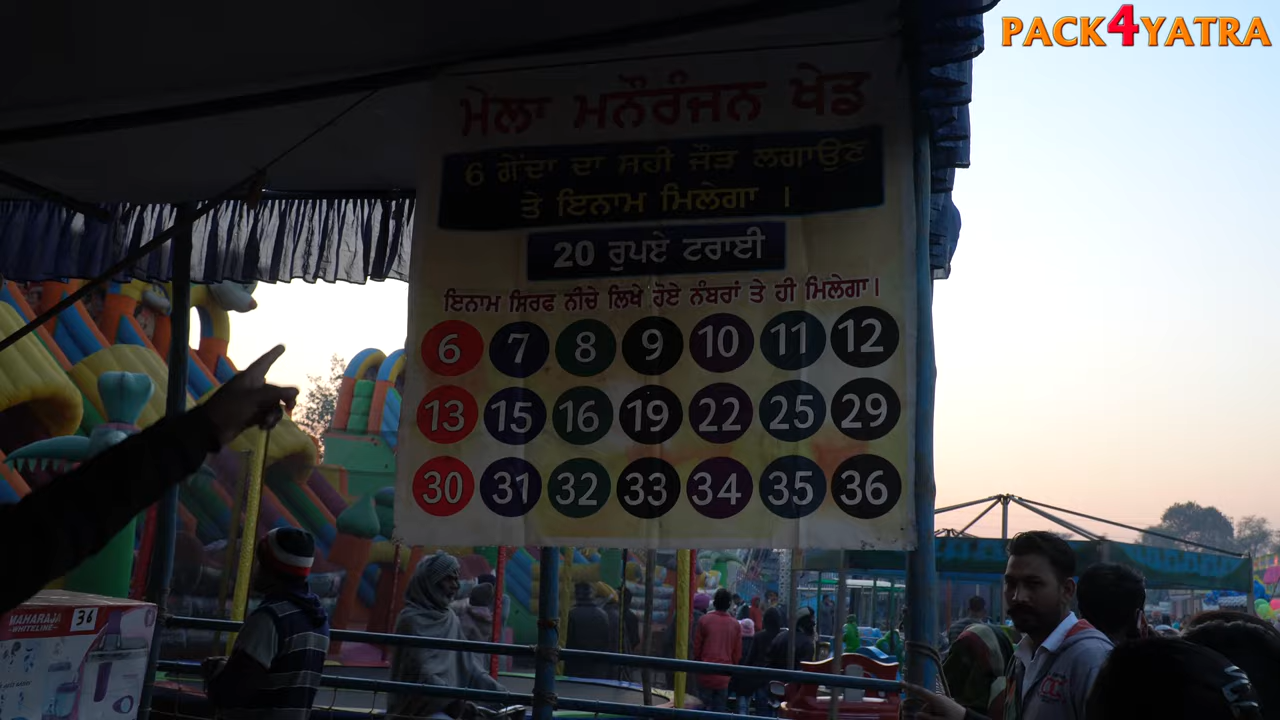 PACK4YATRA
ਮੇਲਾ ਮਨੌਰੰਜਨ ਖੇਡ
6 ਗੇਂਦਾ ਦਾ ਸਹੀ ਜੋੜ ਲਗਾਉਣ
ਤੇ ਇਨਾਮ ਮਿਲੇਗਾ ।
20 ਰੁਪਏ ਟਰਾਈ
ਇਨਾਮ ਸਿਰਫ ਨੀਚੇ ਲਿਖੇ ਹੋਏ ਨੰਬਰਾਂ ਤੇ ਹੀ ਮਿਲੇਗਾ।
6 7 8 9 10 11 12
13 15 16 19 22 25 29
30 31 32 33 34 35 36
MAHARAJA 36
WHITELINE